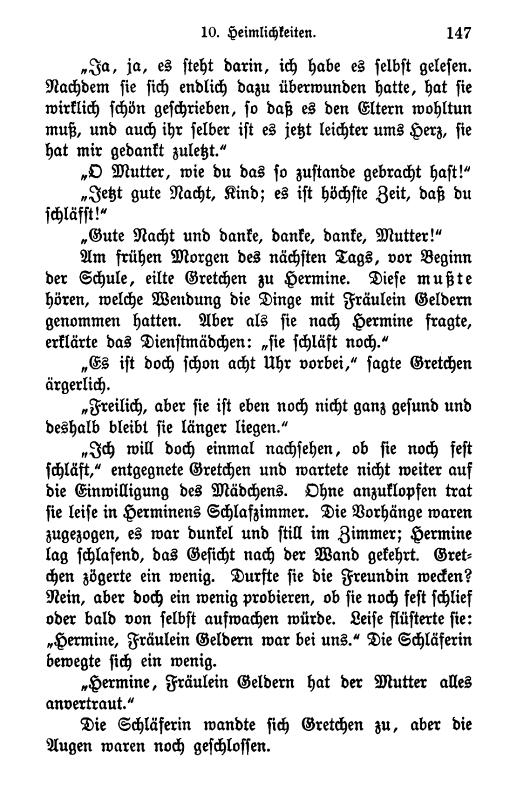 10. Heimlichkeiten. 147
„Ja, ja, es steht darin, ich habe es selbst gelesen.
Nachdem sie sich endlich dazu überwunden hatte, hat sie
wirklich schön geschrieben, so daß es den Eltern wohltun
muß, und auch ihr selber ist es jetzt leichter ums Herz, sie
hat mir gedankt zuletzt.“
„O Mutter, wie du das so zustande gebracht hast!“
„Jetzt gute Nacht, Kind; es ist höchste Zeit, daß du
schläfst!“
„Gute Nacht und danke, danke, danke, Mutter!“
Am frühen Morgen des nächsten Tags, vor Beginn
der Schule, eilte Gretchen zu Hermine. Diese mußte
hören, welche Wendung die Dinge mit Fräulein Geldern
genommen hatten. Aber als sie nach Hermine fragte,
erklärte das Dienstmädchen: „sie schläft noch.“
„Es ist doch schon acht Uhr vorbei,“ sagte Gretchen
ärgerlich.
„Freilich, aber sie ist eben noch nicht ganz gesund und
deshalb bleibt sie länger liegen.“
„Ich will doch einmal nachsehen, ob sie noch fest
schläft,“ entgegnete Gretchen und wartete nicht weiter auf
die Einwilligung des Mädchens. Ohne anzuklopfen trat
sie leise in Herminens Schlafzimmer. Die Vorhänge waren
zugezogen, es war dunkel und still im Zimmer; Hermine
lag schlafend, das Gesicht nach der Wand gekehrt. Gret-
chen zögerte ein wenig. Durfte sie die Freundin wecken?
Nein, aber doch ein wenig probieren, ob sie noch fest schlief
oder bald von selbst aufwachen würde. Leise flüsterte sie:
„Hermine, Fräulein Geldern war bei uns.“ Die Schläferin
bewegte sich ein wenig.
„Hermine, Fräulein Geldern hat der Mutter alles
anvertraut.“
Die Schläferin wandte sich Gretchen zu, aber die
Augen waren noch geschlossen.